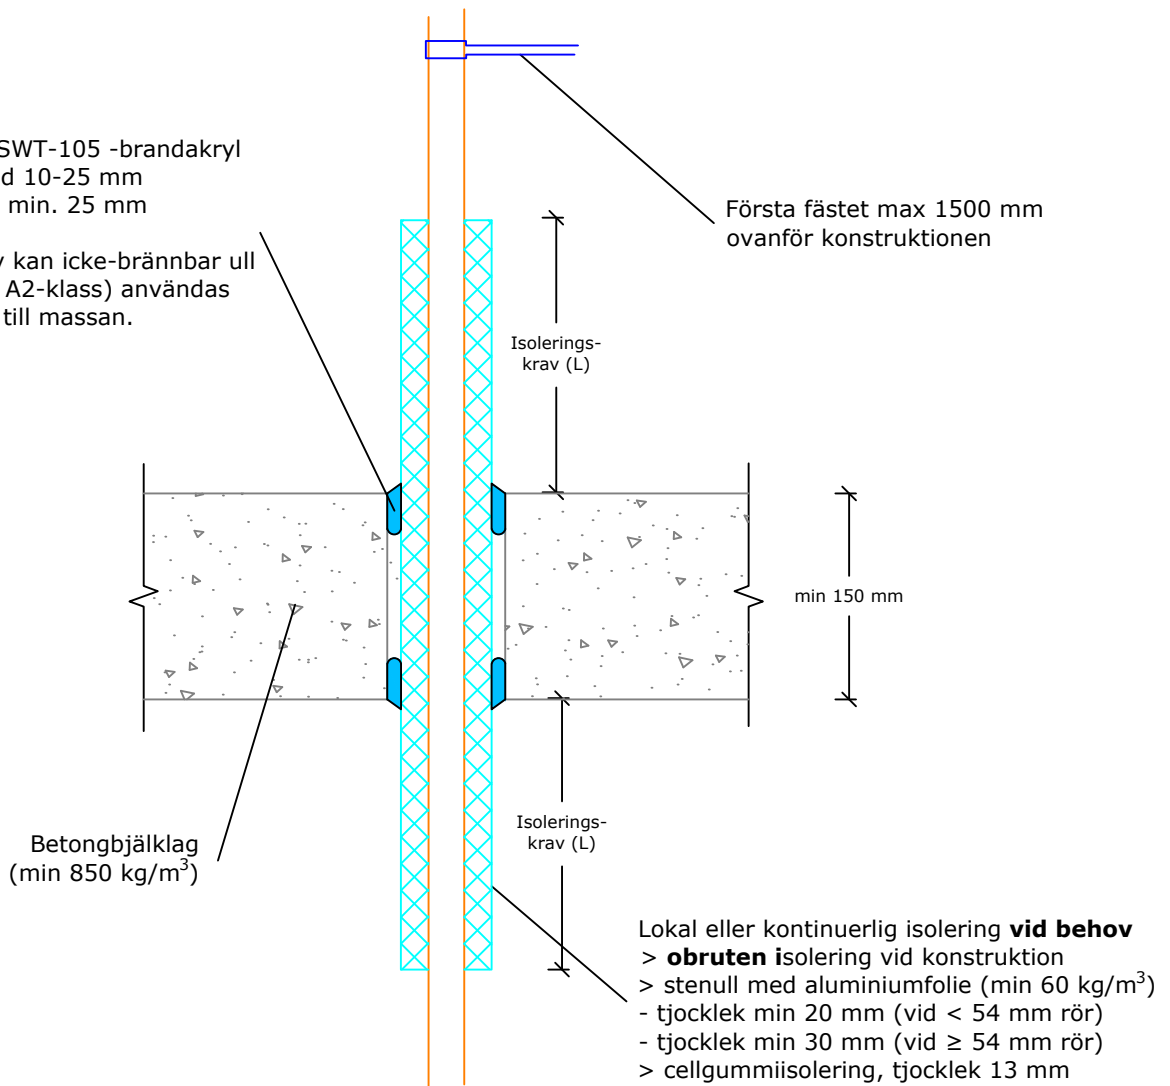 SWT-105 -brandakryl
10-25 mm
min. 25 mm
kan icke-brännbar ull
A2-klass) användas
till massan.
Första fästet max 1500 mm
ovanför konstruktionen
Isolerings-
krav (L)
min 150 mm
Betongbjälklag
(min 850 kg/m³)
Isolerings-
krav (L)
Lokal eller kontinuerlig isolering vid behov
> obruten isolering vid konstruktion
> stenull med aluminiumfolie (min 60 kg/m³)
- tjocklek min 20 mm (vid < 54 mm rör)
- tjocklek min 30 mm (vid ≥ 54 mm rör)
> cellgummiisolering, tjocklek 13 mm